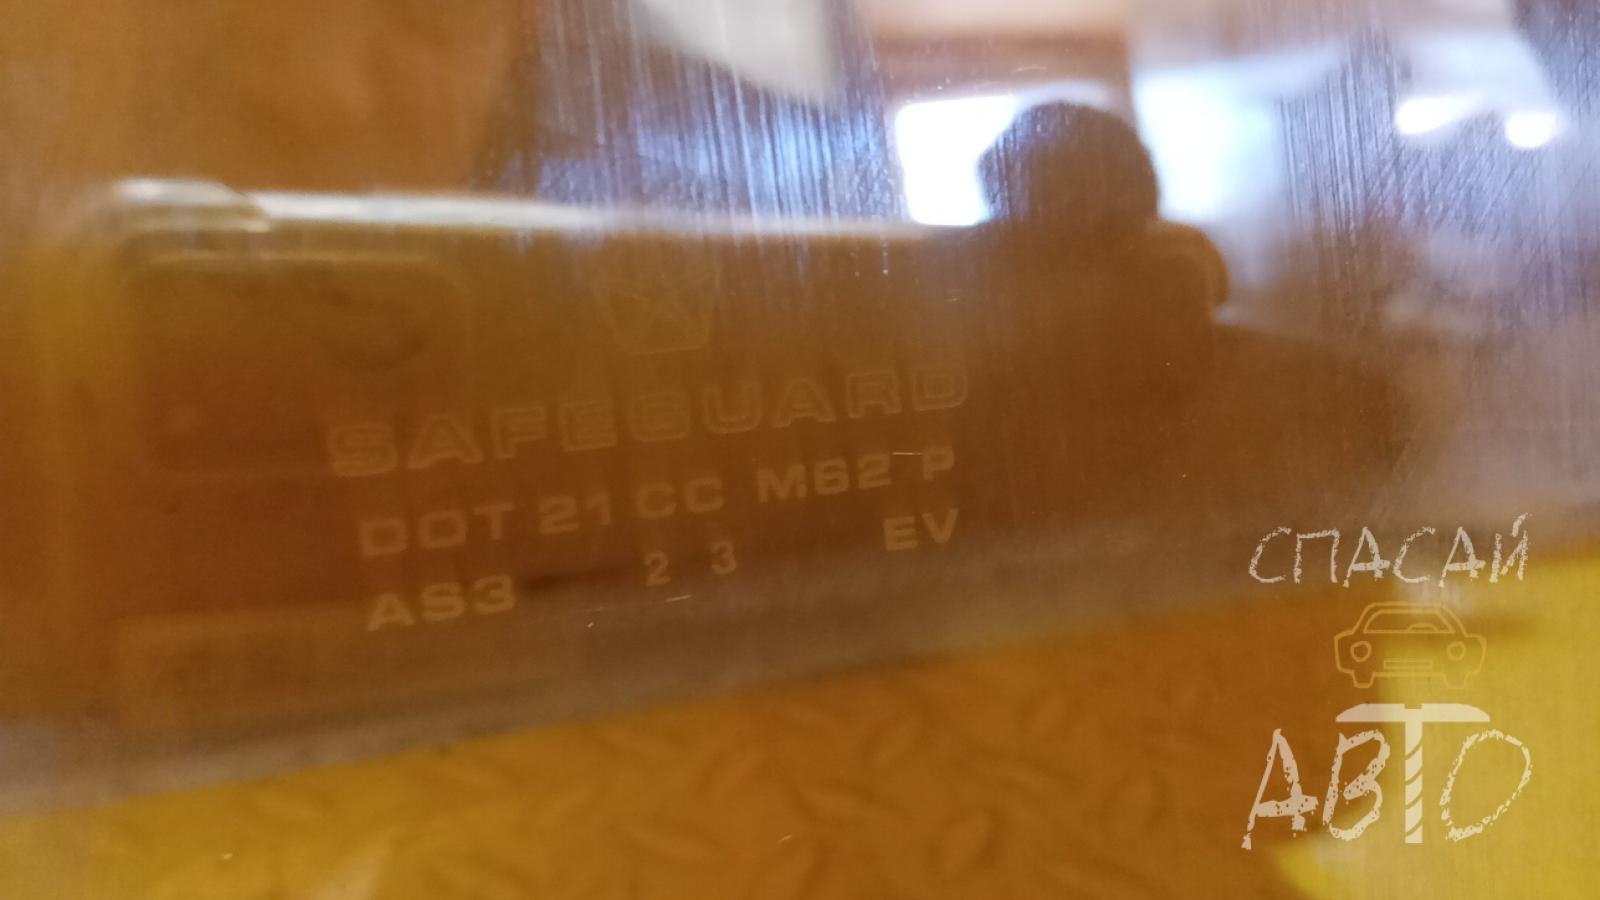 SAFEGUARD
DOT 21 CC M62 P
AS3 2 3 EV
СПАСАЙ
АВТО